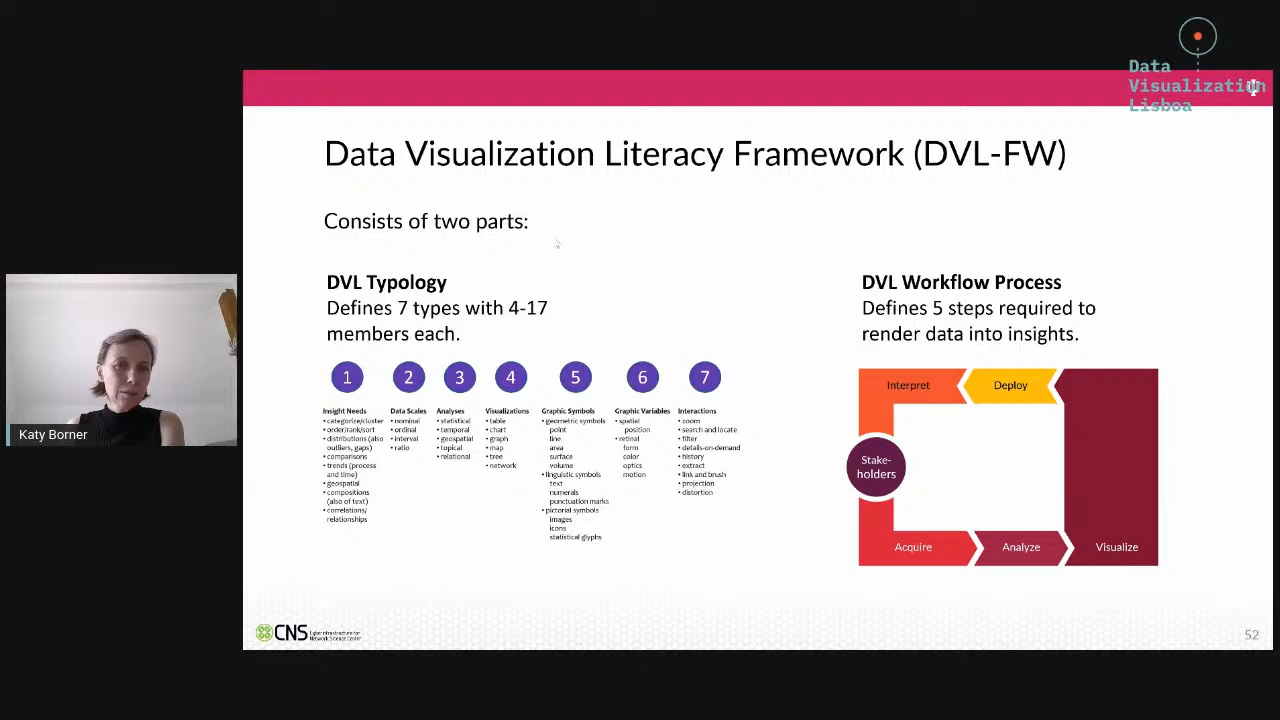 Data
Visualization
Lisboa
Data Visualization Literacy Framework (DVL-FW)
Consists of two parts:
DVL Typology
Defines 7 types with 4-17
members each.
1
Insight Needs
• categorize/cluster
• order/rank/sort
• distributions (also
outliers, gaps)
• comparisons
• trends (process
and time)
• geospatial
• compositions
(also of text)
• correlations/
relationships
2
Data Scales
• nominal
• ordinal
• interval
• ratio
3
Analyses
• statistical
• temporal
• geospatial
• topical
• relational
4
Visualizations
• table
• chart
• graph
• map
• tree
• network
5
Graphic Symbols
• geometric symbols
point
line
area
surface
volume
• linguistic symbols
text
numerals
punctuation marks
• pictorial symbols
images
icons
statistical glyphs
6
Graphic Variables
• spatial
position
• retinal
form
color
optics
motion
7
Interactions
• zoom
• search and locate
• filter
• details-on-demand
• history
• extract
• link and brush
• projection
• distortion
DVL Workflow Process
Defines 5 steps required to
render data into insights.
Interpret
Deploy
Stake-
holders
Acquire
Analyze
Visualize
Katy Borner
CNS
Cyberinfrastructure for
Network Science Center
52